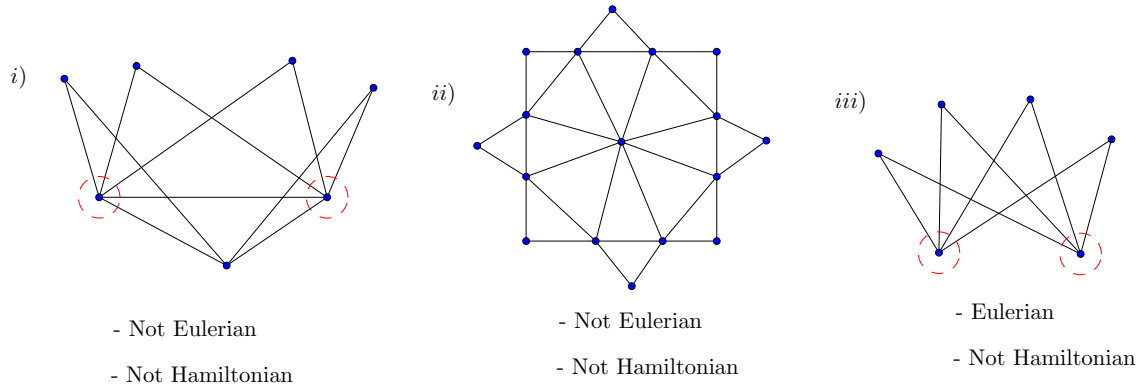 i)
ii)
iii)
- Not Eulerian
- Not Hamiltonian
- Not Eulerian
- Not Hamiltonian
- Eulerian
- Not Hamiltonian